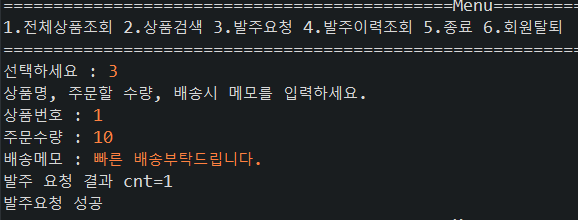 ==========================================Menu==========
1.전체상품조회 2.상품검색 3.발주요청 4.발주이력조회 5.종료 6.회원탈퇴
======================================================
선택하세요 : 3
상품명, 주문할 수량, 배송시 메모를 입력하세요.
상품번호 : 1
주문수량 : 10
배송메모 : 빠른 배송부탁드립니다.
발주 요청 결과 cnt=1
발주요청 성공